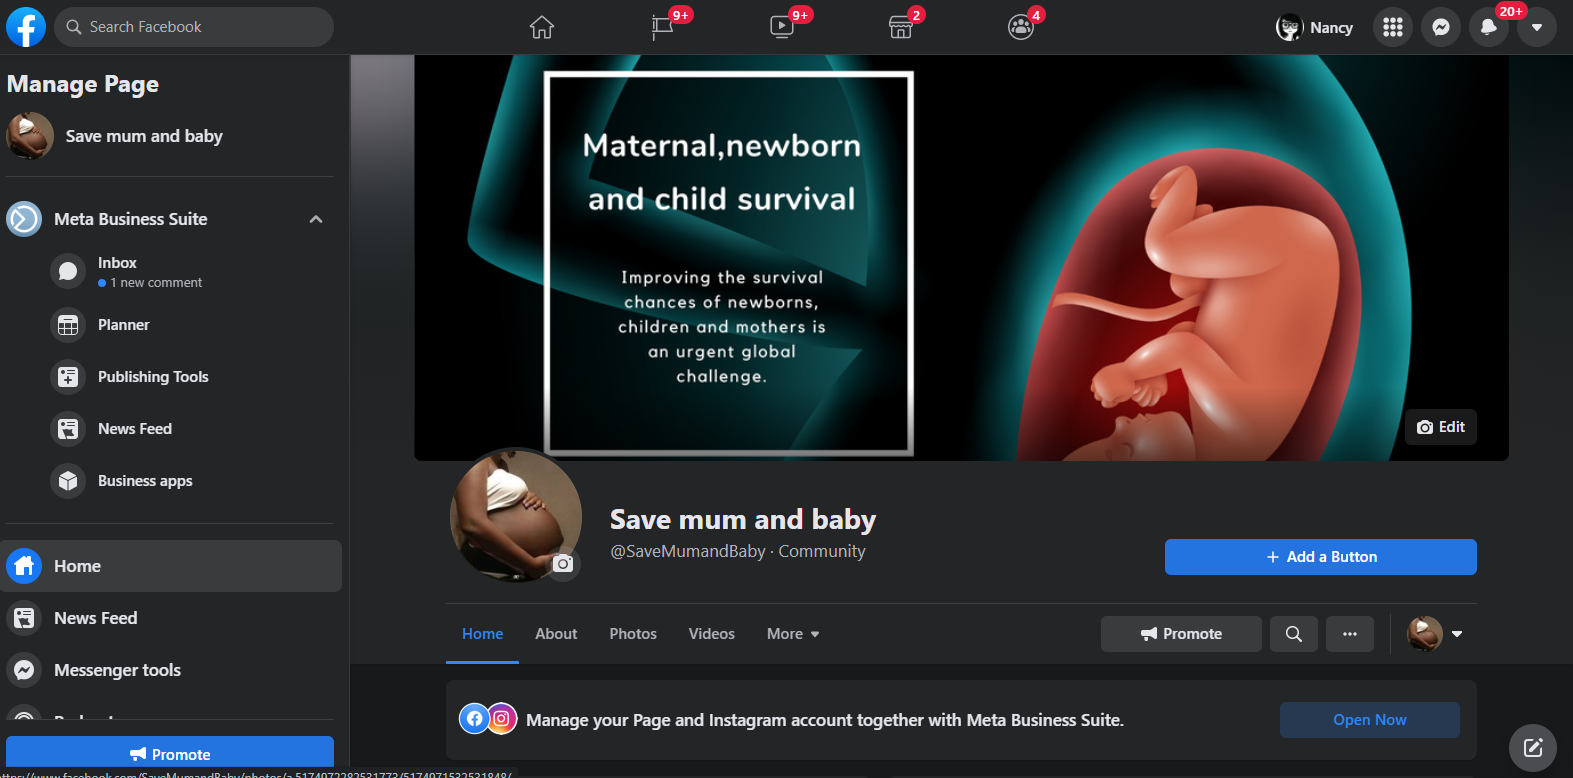 Search Facebook
9+
9+
2
4
Nancy
20+
Manage Page
Save mum and baby
Meta Business Suite
Inbox
1 new comment
Planner
Publishing Tools
News Feed
Business apps
Home
News Feed
Messenger tools
Promote
https://www.facebook.com/SaveMumandBaby/photos/a.5174972282531773/5174971532531848/
Maternal,newborn
and child survival
Improving the survival
chances of newborns,
children and mothers is
an urgent global
challenge.
Edit
Save mum and baby
@SaveMumandBaby · Community
+ Add a Button
Home About Photos Videos More
Promote
Manage your Page and Instagram account together with Meta Business Suite.
Open Now